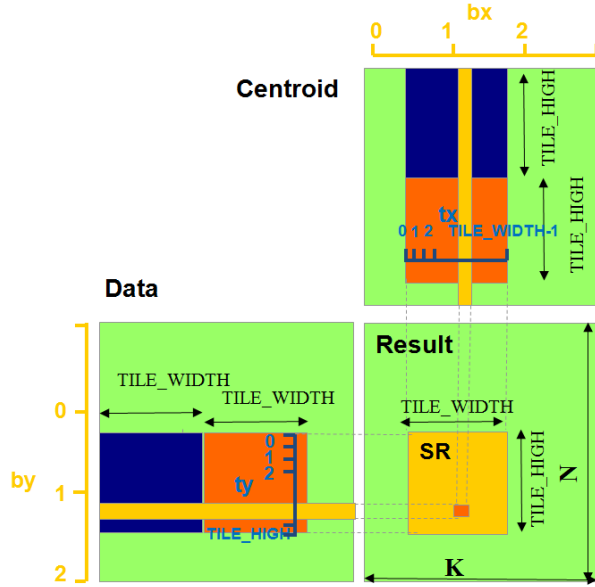 bx
0 1 2
Centroid
TILE_HIGH
tx
0 1 2 TILE_WIDTH-1
TILE_HIGH
Data
Result
0
TILE_WIDTH
TILE_WIDTH
TILE_WIDTH
0
1
2
SR
TILE_HIGH
N
by
ty
1
TILE_HIGH
K
2